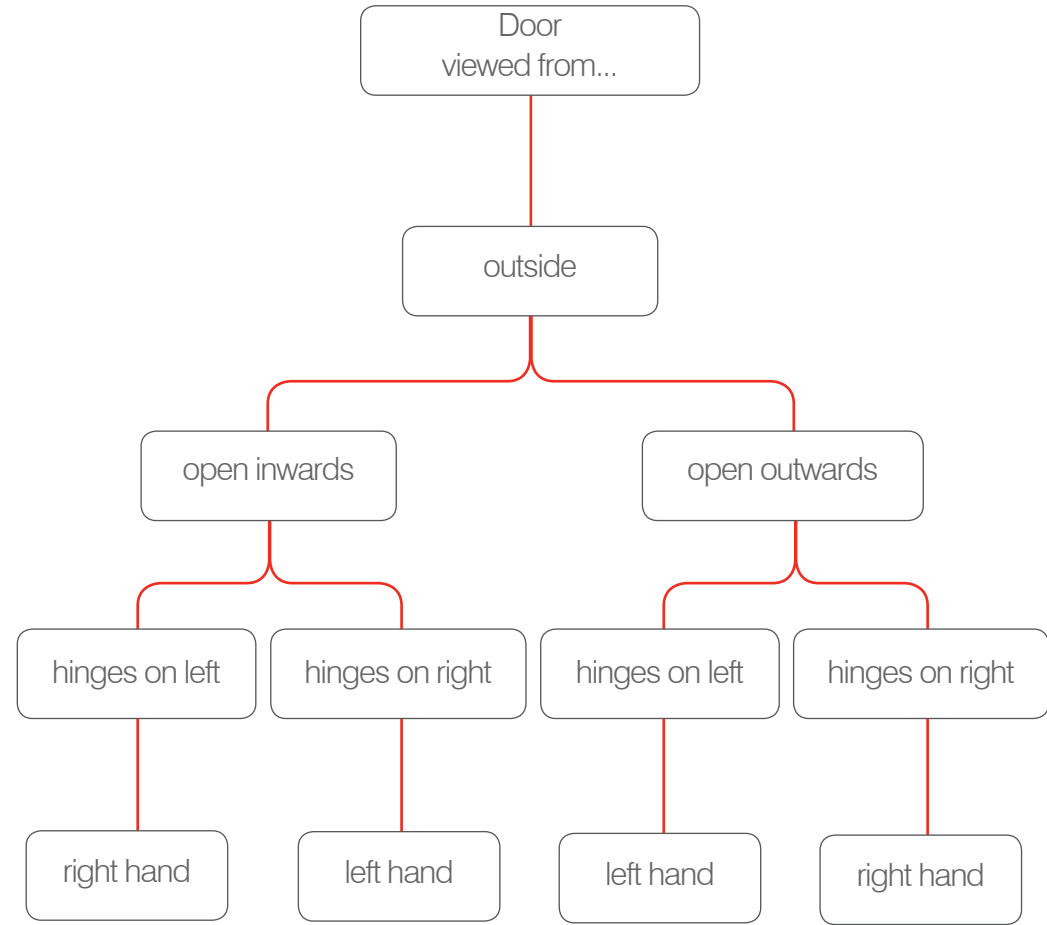 Door
viewed from...
outside
open inwards
open outwards
hinges on left
hinges on right
hinges on left
hinges on right
right hand
left hand
left hand
right hand